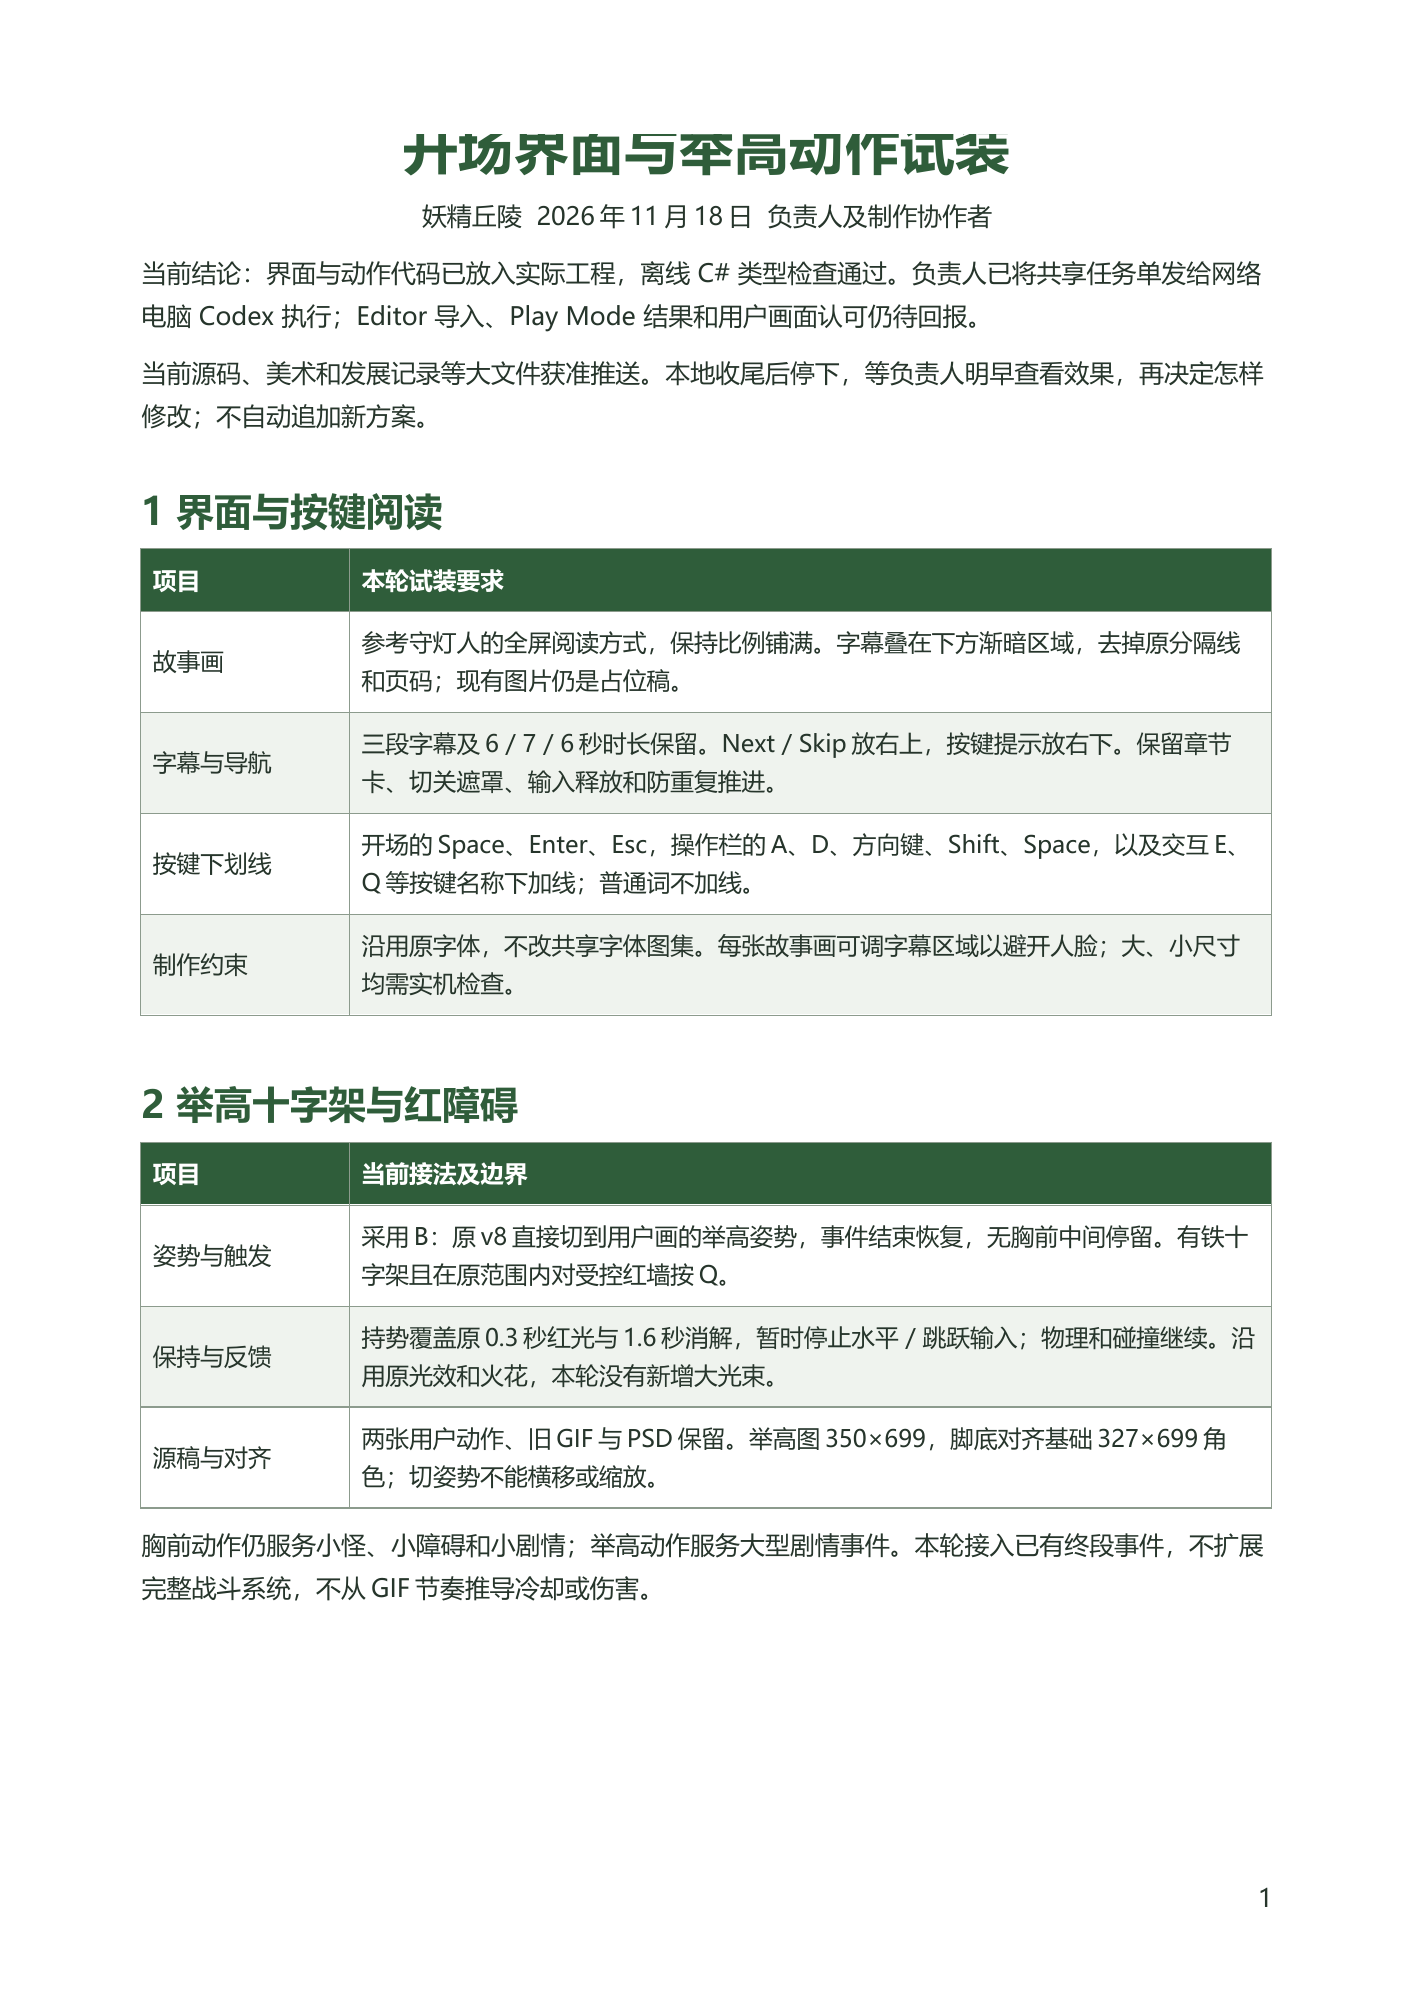 开场界面与举高动作试装
妖精丘陵 2026 年 11 月 18 日 负责人及制作协作者
当前结论：界面与动作代码已放入实际工程，离线 C# 类型检查通过。负责人已将共享任务单发给网络
电脑 Codex 执行；Editor 导入、Play Mode 结果和用户画面认可仍待回报。
当前源码、美术和发展记录等大文件获准推送。本地收尾后停下，等负责人明早查看效果，再决定怎样
修改；不自动追加新方案。
1 界面与按键阅读
项目 本轮试装要求
故事画 参考守灯人的全屏阅读方式，保持比例铺满。字幕叠在下方渐暗区域，去掉原分隔线
和页码；现有图片仍是占位稿。
字幕与导航 三段字幕及 6 / 7 / 6 秒时长保留。Next / Skip 放右上，按键提示放右下。保留章节
卡、切关遮罩、输入释放和防重复推进。
按键下划线 开场的 Space、Enter、Esc，操作栏的 A、D、方向键、Shift、Space，以及交互 E、
Q 等按键名称下加线；普通词不加线。
制作约束 沿用原字体，不改共享字体图集。每张故事画可调字幕区域以避开人脸；大、小尺寸
均需实机检查。
2 举高十字架与红障碍
项目 当前接法及边界
姿势与触发 采用 B：原 v8 直接切到用户画的举高姿势，事件结束恢复，无胸前中间停留。有铁十
字架且在原范围内对受控红墙按 Q。
保持与反馈 持势覆盖原 0.3 秒红光与 1.6 秒消解，暂时停止水平 / 跳跃输入；物理和碰撞继续。沿
用原光效和火花，本轮没有新增大光束。
源稿与对齐 两张用户动作、旧 GIF 与 PSD 保留。举高图 350×699，脚底对齐基础 327×699 角
色；切姿势不能横移或缩放。
胸前动作仍服务小怪、小障碍和小剧情；举高动作服务大型剧情事件。本轮接入已有终段事件，不扩展
完整战斗系统，不从 GIF 节奏推导冷却或伤害。
1